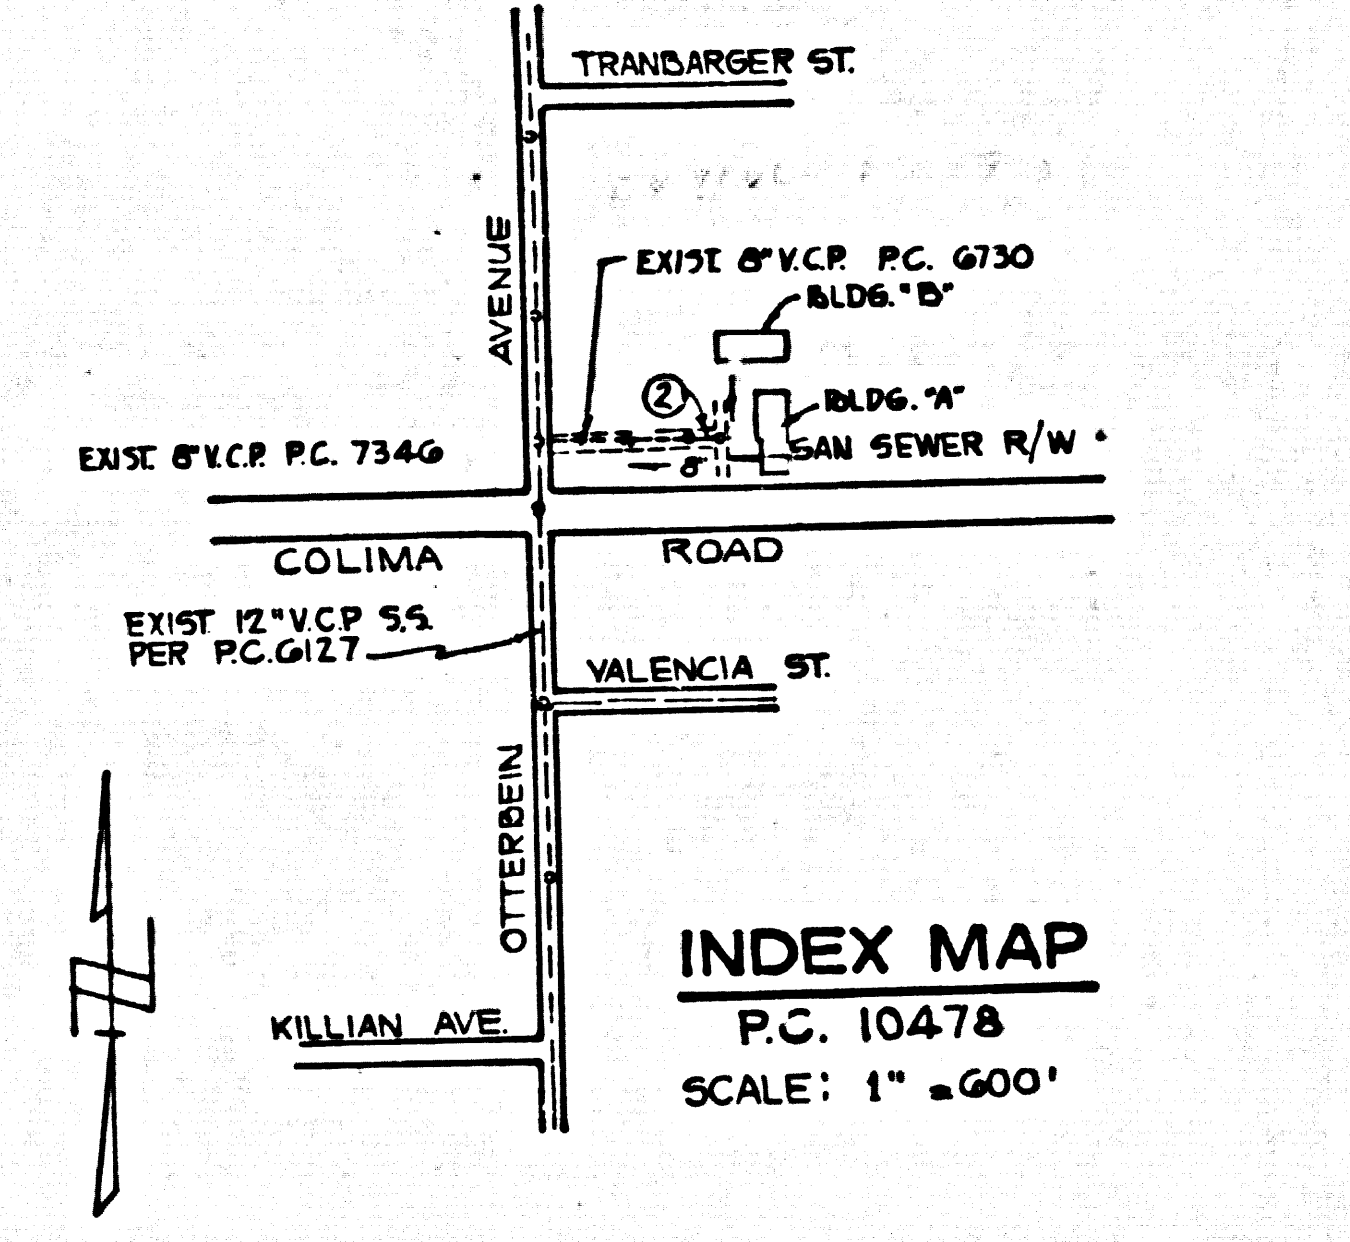 TRANBARGER ST.
AVENUE
EXIST. 8" V.C.P. P.C. 6730
BLDG. "B"
2
BLDG. "A"
EXIST. 8" V.C.P. P.C. 7346
SAN SEWER R/W
8"
COLIMA ROAD
EXIST. 12" V.C.P. S.S.
PER P.C. 6127
VALENCIA ST.
OTTERBEIN
N
INDEX MAP
KILLIAN AVE.
P.C. 10478
SCALE: 1" = 600'